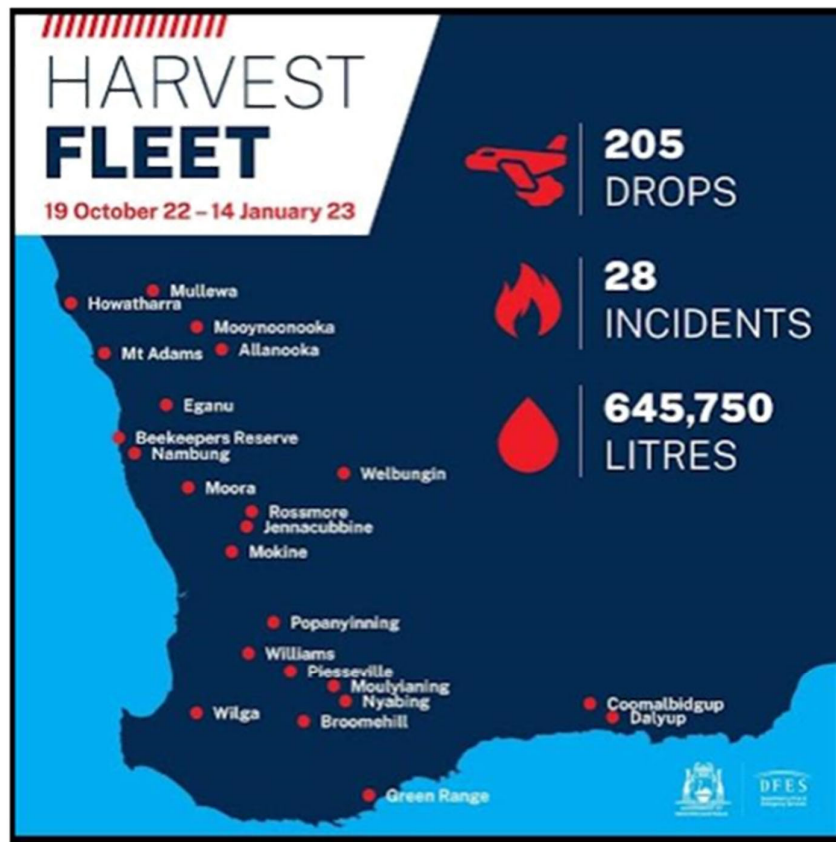 HARVEST
FLEET
19 October 22 – 14 January 23
205
DROPS
28
INCIDENTS
645,750
LITRES
Mullewa
Howatharra
Mooynoonooka
Mt Adams
Allanooka
Eganu
Beekeepers Reserve
Nambung
Welbungin
Moora
Rossmore
Jennacubbine
Mokine
Popanyinning
Williams
Piesseville
Moulyianing
Nyabing
Wilga
Broomehill
Coomalbidgup
Dalyup
Green Range
DFES